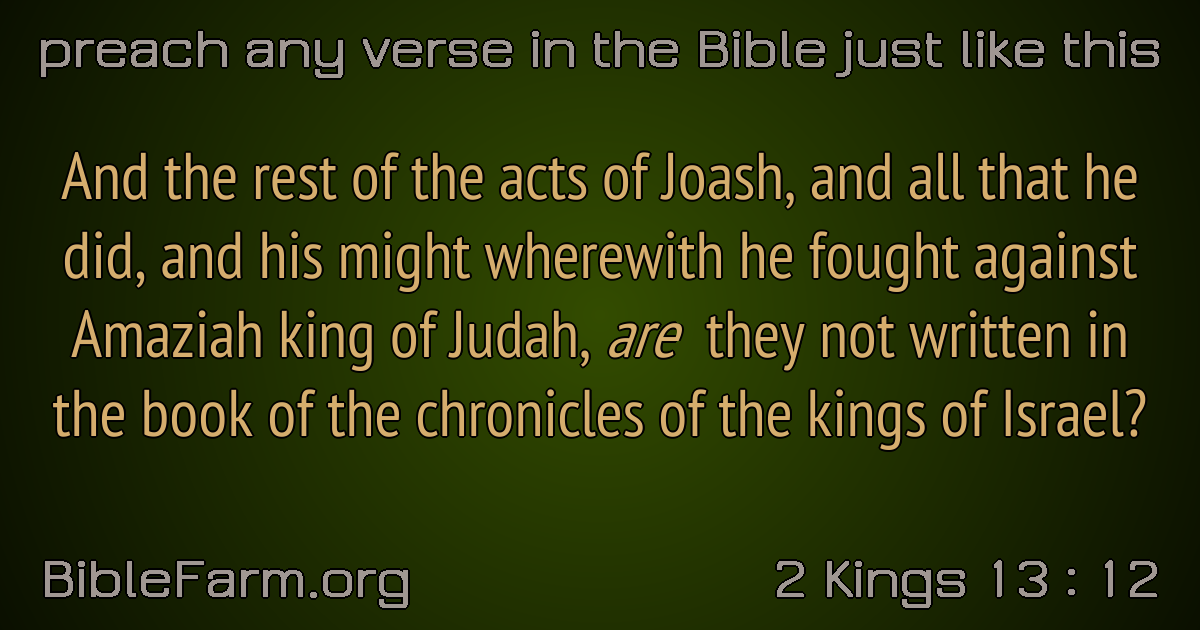 preach any verse in the Bible just like this
And the rest of the acts of Joash, and all that he
did, and his might wherewith he fought against
Amaziah king of Judah, are they not written in
the book of the chronicles of the kings of Israel?
BibleFarm.org
2 Kings 13 : 12